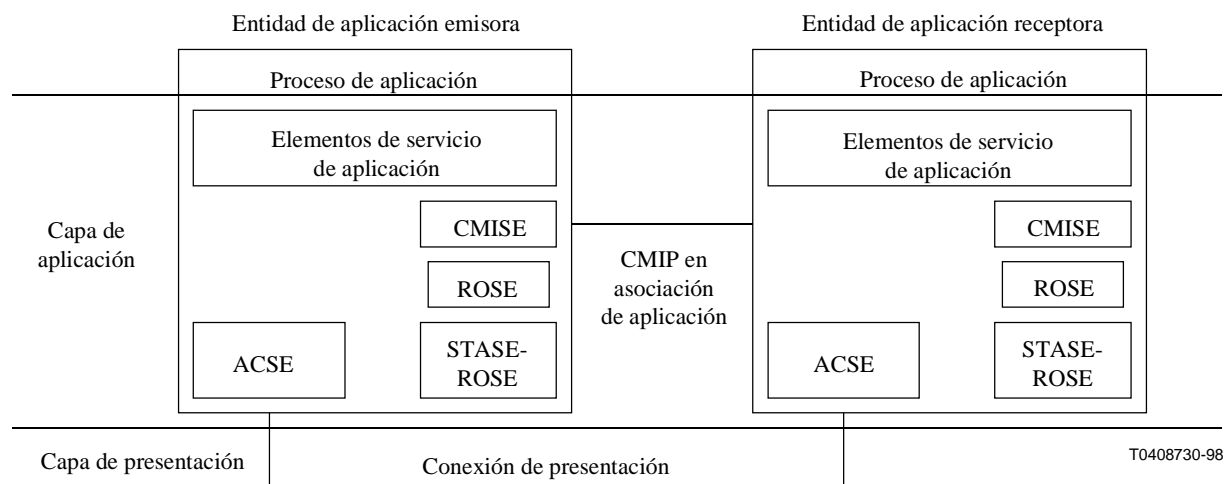 Entidad de aplicación emisora
Entidad de aplicación receptora
Proceso de aplicación
Proceso de aplicación
Elementos de servicio
de aplicación
Elementos de servicio
de aplicación
Capa de
aplicación
CMISE
ROSE
ACSE
STASE-
ROSE
CMIP en
asociación
de aplicación
CMISE
ROSE
ACSE
STASE-
ROSE
Capa de presentación
Conexión de presentación
T0408730-98